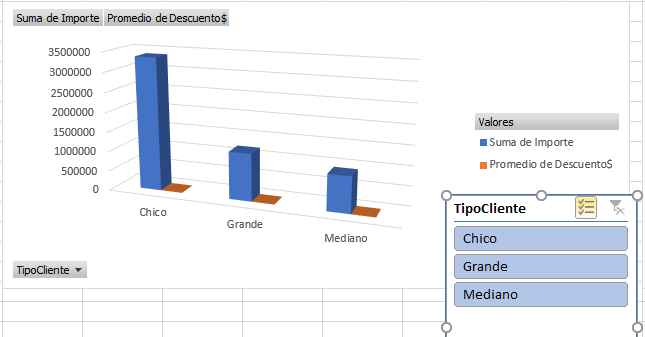 Suma de Importe Promedio de Descuento$
3500000
3000000
2500000
2000000
1500000
1000000
500000
0
Chico
Grande
Mediano
Valores
Suma de Importe
Promedio de Descuento$
TipoCliente
Chico
Grande
Mediano
TipoCliente